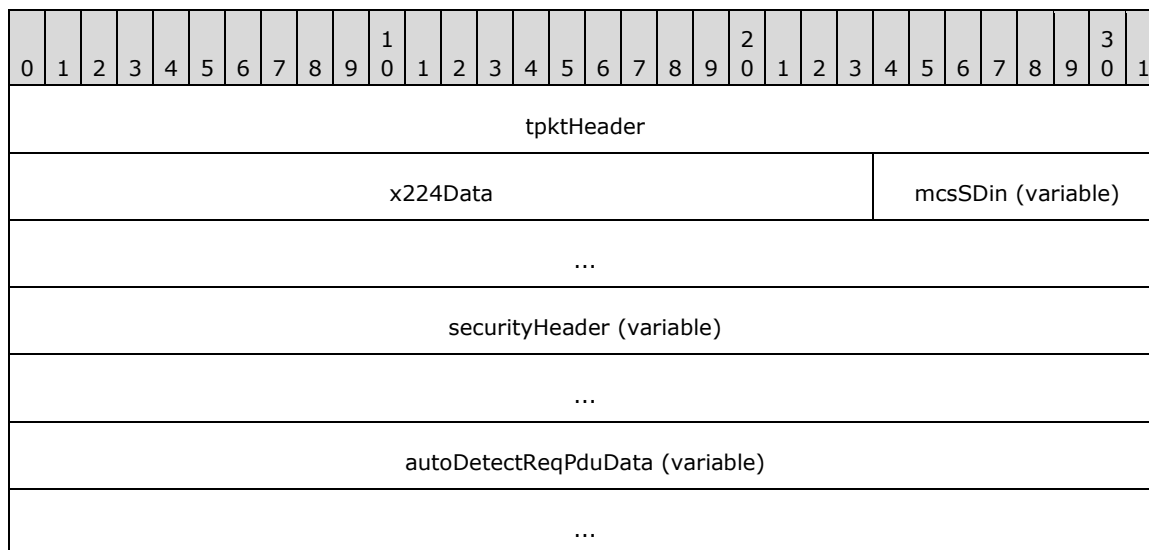 1 2 3
0 1 2 3 4 5 6 7 8 9 0 1 2 3 4 5 6 7 8 9 0 1 2 3 4 5 6 7 8 9 0 1
tpktHeader
x224Data mcsSDin (variable)
...
securityHeader (variable)
...
autoDetectReqPduData (variable)
...